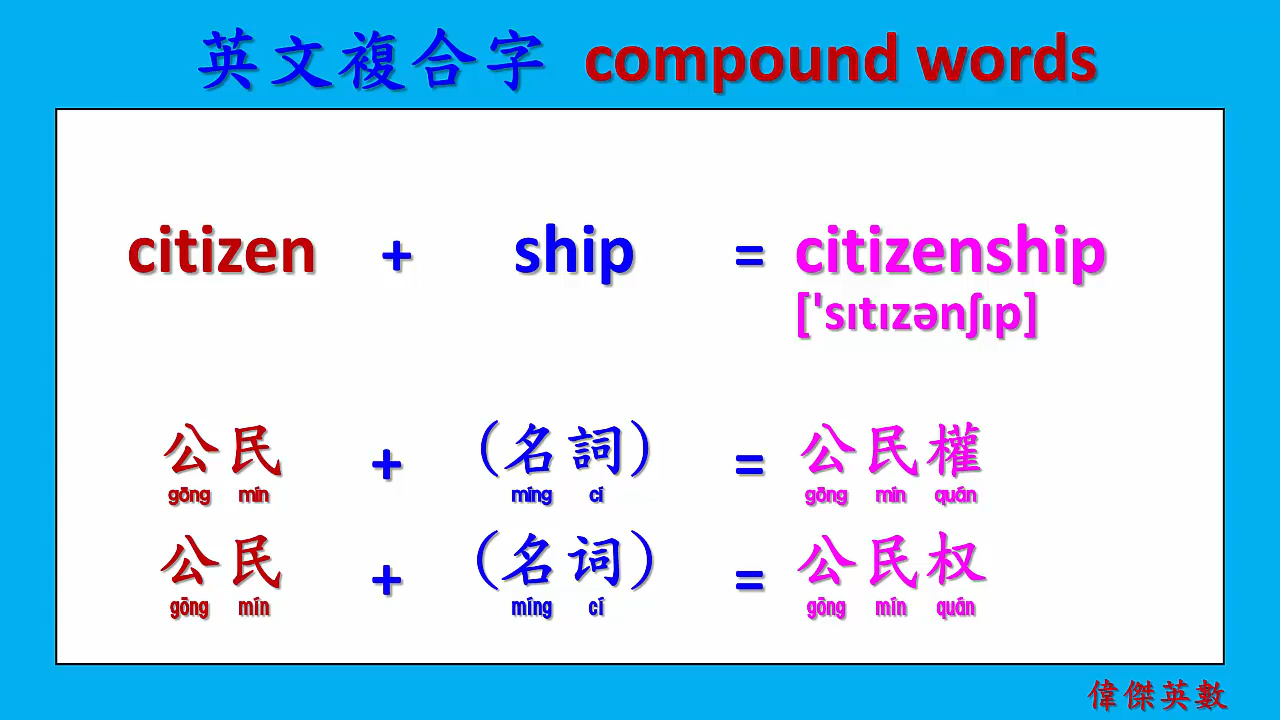 英文複合字 compound words
citizen + ship = citizenship
['sɪtɪzənʃɪp]
公民 + (名詞) = 公民權
gōng mín míng cí gōng mín quán
公民 + (名词) = 公民权
gōng mín míng cí gōng mín quán
偉傑英數